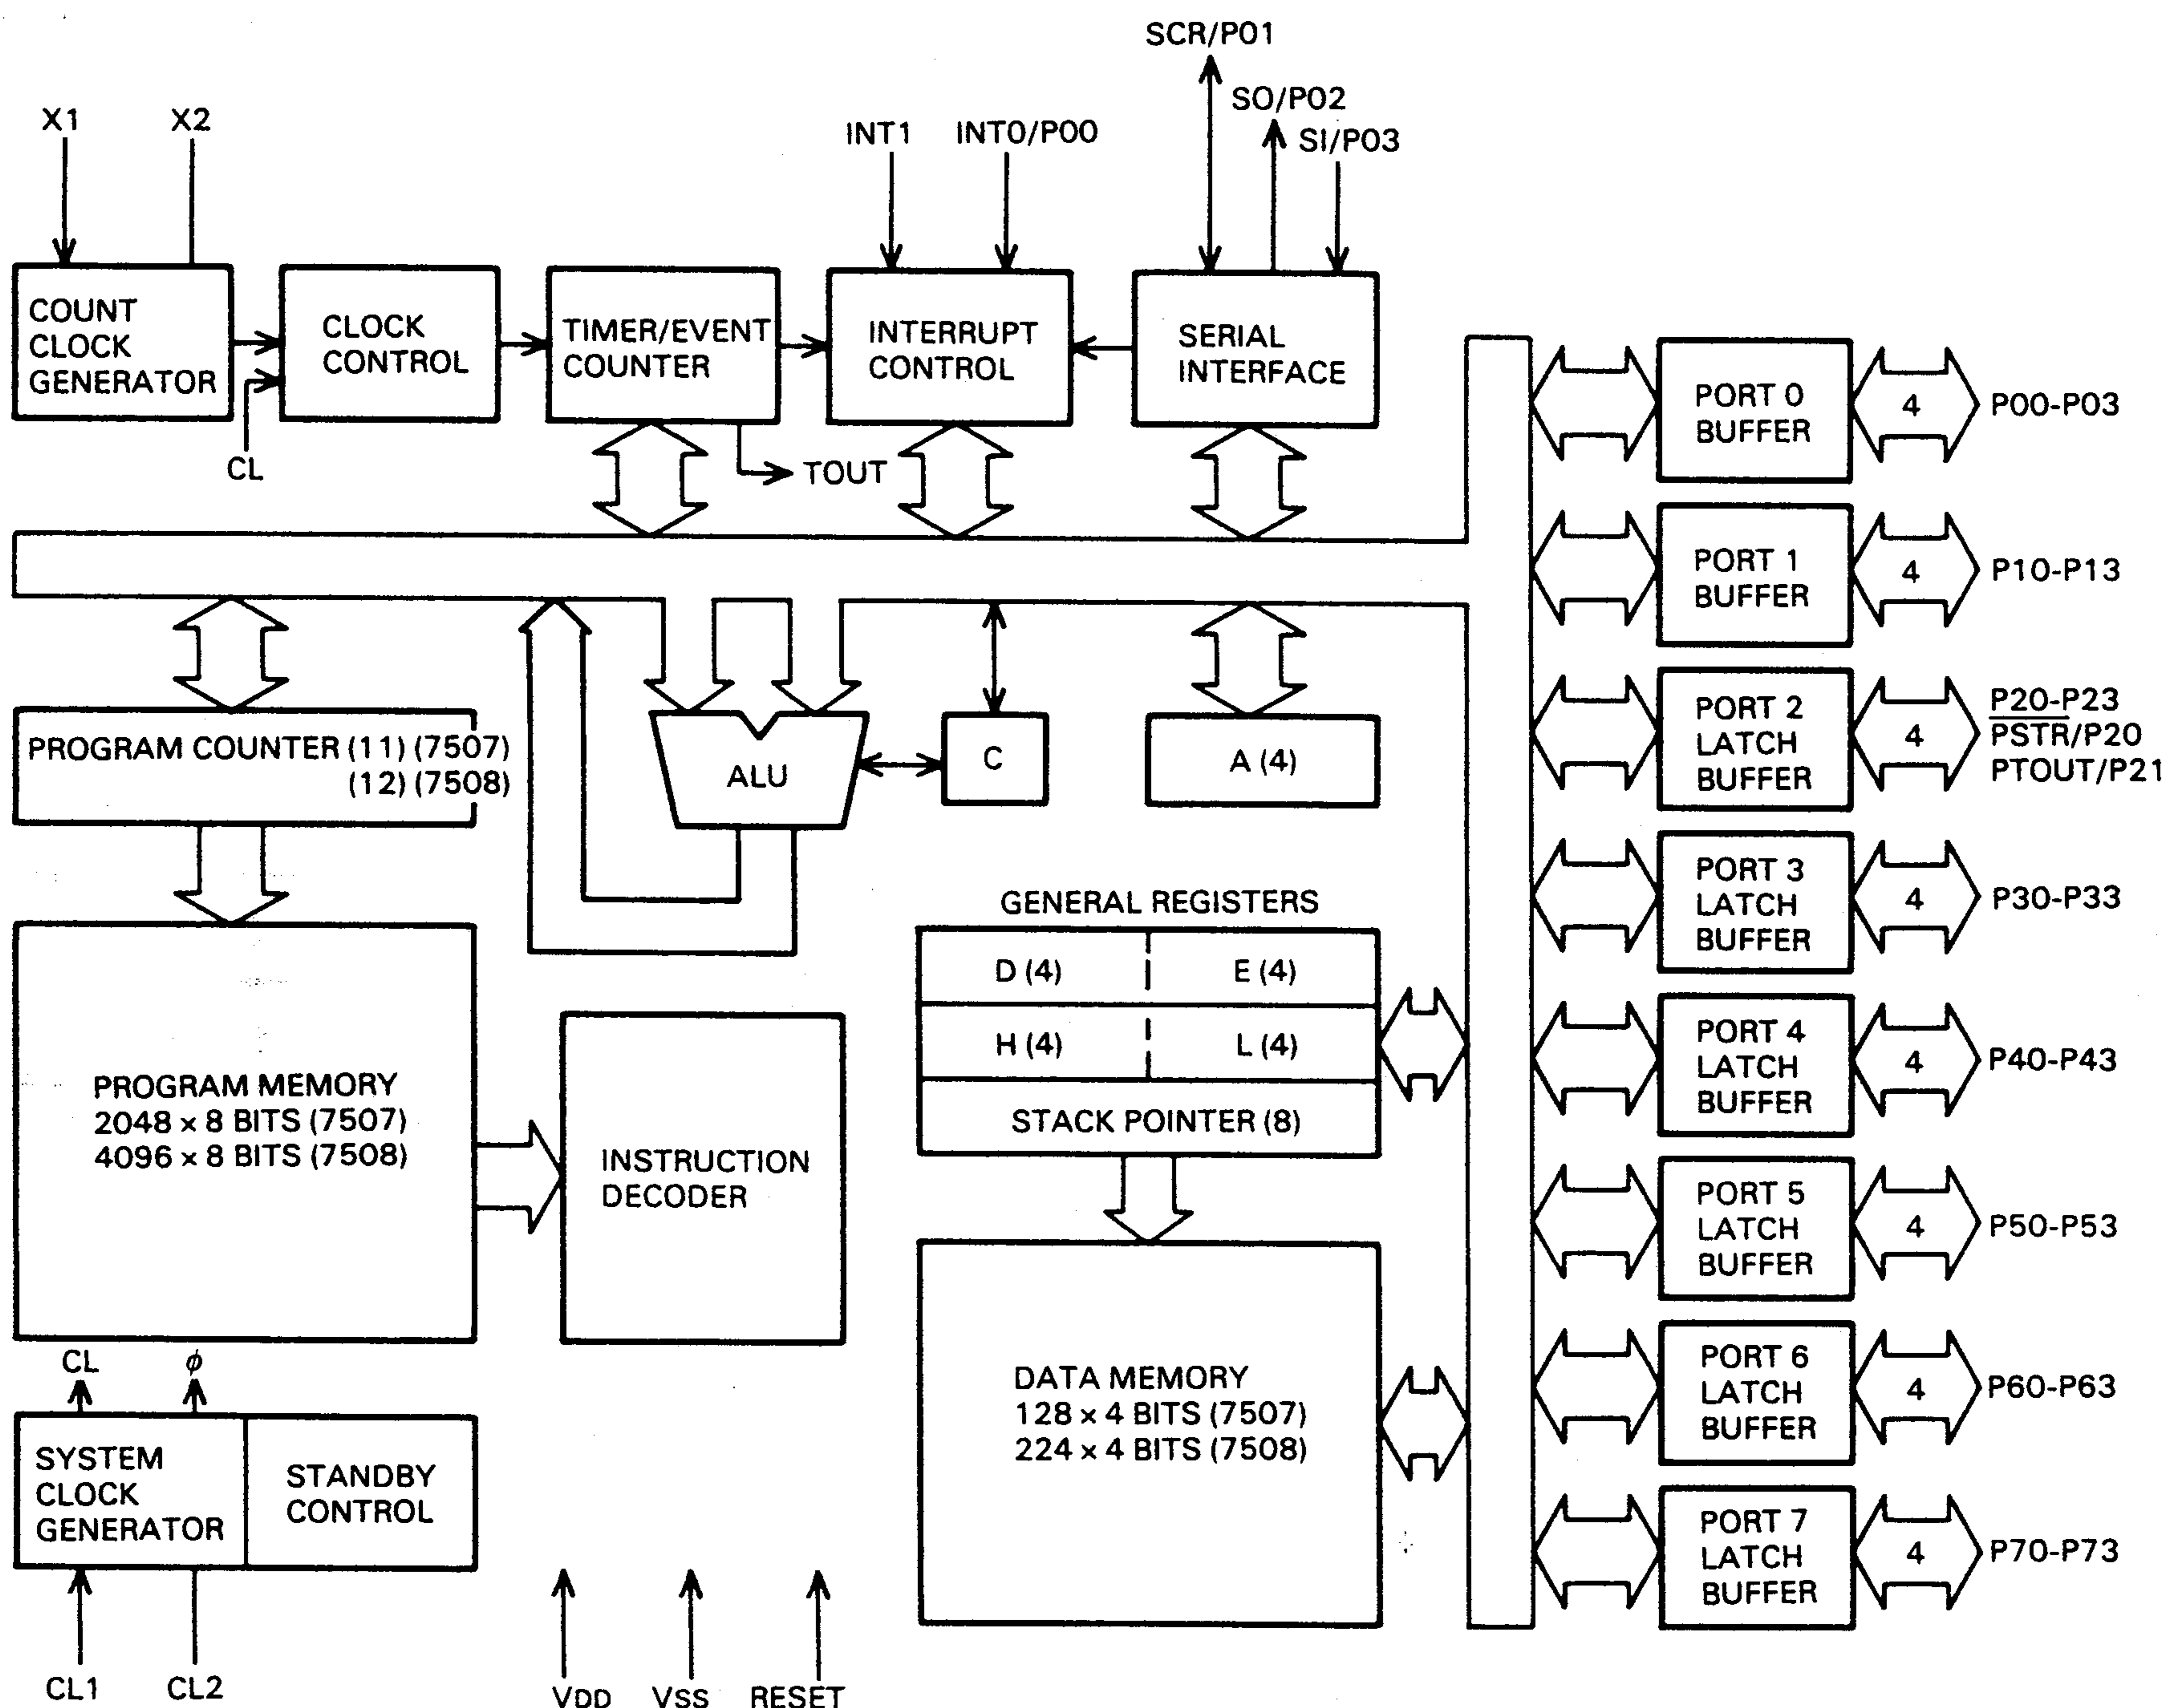 SCR/P01
SO/P02
SI/P03
X1
X2
INT1
INT0/P00
COUNT
CLOCK
GENERATOR
CLOCK
CONTROL
TIMER/EVENT
COUNTER
INTERRUPT
CONTROL
SERIAL
INTERFACE
CL
TOUT
PORT 0
BUFFER
4
P00-P03
PORT 1
BUFFER
4
P10-P13
PORT 2
LATCH
BUFFER
4
P20-P23
PSTR/P20
PTOUT/P21
PORT 3
LATCH
BUFFER
4
P30-P33
PORT 4
LATCH
BUFFER
4
P40-P43
PORT 5
LATCH
BUFFER
4
P50-P53
PORT 6
LATCH
BUFFER
4
P60-P63
PORT 7
LATCH
BUFFER
4
P70-P73
PROGRAM COUNTER (11) (7507)
(12) (7508)
ALU
C
A (4)
GENERAL REGISTERS
D (4)
E (4)
H (4)
L (4)
STACK POINTER (8)
PROGRAM MEMORY
2048 × 8 BITS (7507)
4096 × 8 BITS (7508)
INSTRUCTION
DECODER
DATA MEMORY
128 × 4 BITS (7507)
224 × 4 BITS (7508)
CL
ϕ
SYSTEM
CLOCK
GENERATOR
STANDBY
CONTROL
CL1
CL2
VDD
VSS
RESET